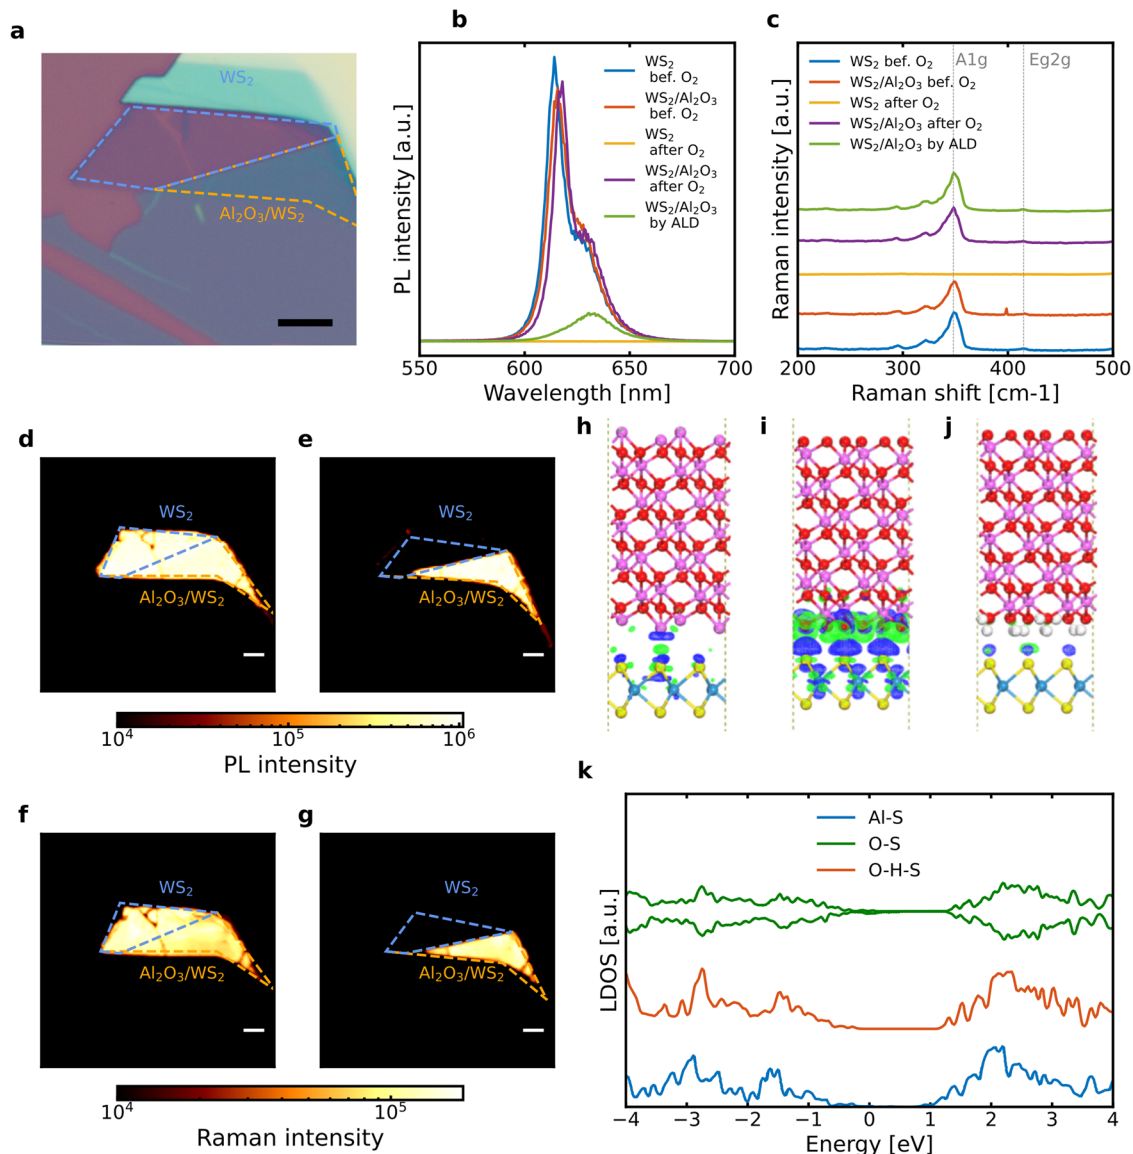 a
WS₂
Al₂O₃/WS₂
b
PL intensity [a.u.]
WS₂
bef. O₂
WS₂/Al₂O₃
bef. O₂
WS₂
after O₂
WS₂/Al₂O₃
after O₂
WS₂/Al₂O₃
by ALD
550 600 650 700
Wavelength [nm]
c
Raman intensity [a.u.]
WS₂ bef. O₂
WS₂/Al₂O₃ bef. O₂
WS₂ after O₂
WS₂/Al₂O₃ after O₂
WS₂/Al₂O₃ by ALD
A1g
Eg2g
200 300 400 500
Raman shift [cm-1]
d
WS₂
Al₂O₃/WS₂
e
WS₂
Al₂O₃/WS₂
10⁴ 10⁵ 10⁶
PL intensity
f
WS₂
Al₂O₃/WS₂
g
WS₂
Al₂O₃/WS₂
10⁴ 10⁵
Raman intensity
h
i
j
k
LDOS [a.u.]
Al-S
O-S
O-H-S
−4 −3 −2 −1 0 1 2 3 4
Energy [eV]